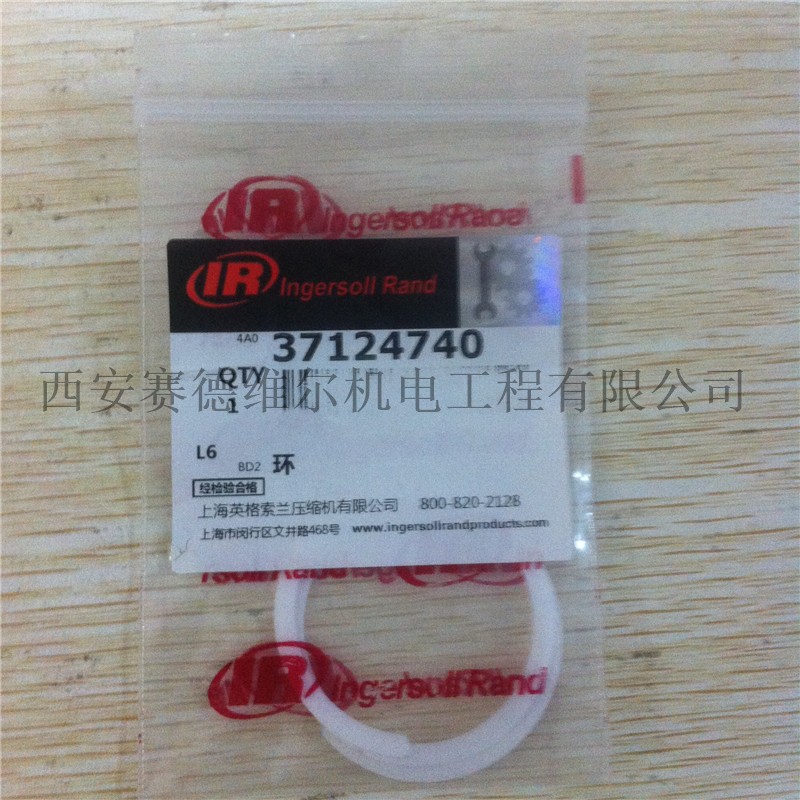 IR Ingersoll Rand
IR Ingersoll Rand
4A0 37124740
QTY
1
西安赛德维尔机电工程有限公司
L6
BD2 环
经检验合格
上海英格索兰压缩机有限公司 800-820-2128
上海市闵行区文井路468号 www.ingersollrandproducts.com
IR Ingersoll Rand